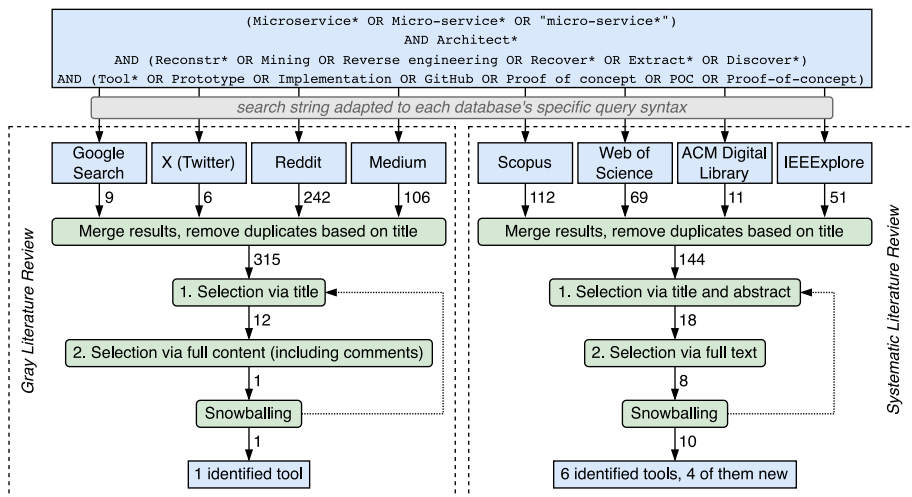 (Microservice* OR Micro-service* OR "micro-service*")
AND Architect*
AND (Reconstr* OR Mining OR Reverse engineering OR Recover* OR Extract* OR Discover*)
AND (Tool* OR Prototype OR Implementation OR GitHub OR Proof of concept OR POC OR Proof-of-concept)
search string adapted to each database's specific query syntax
Gray Literature Review
Google
Search
X (Twitter)
Reddit
Medium
9
6
242
106
Merge results, remove duplicates based on title
315
1. Selection via title
12
2. Selection via full content (including comments)
1
Snowballing
1
1 identified tool
Systematic Literature Review
Scopus
Web of
Science
ACM Digital
Library
IEEExplore
112
69
11
51
Merge results, remove duplicates based on title
144
1. Selection via title and abstract
18
2. Selection via full text
8
Snowballing
10
6 identified tools, 4 of them new